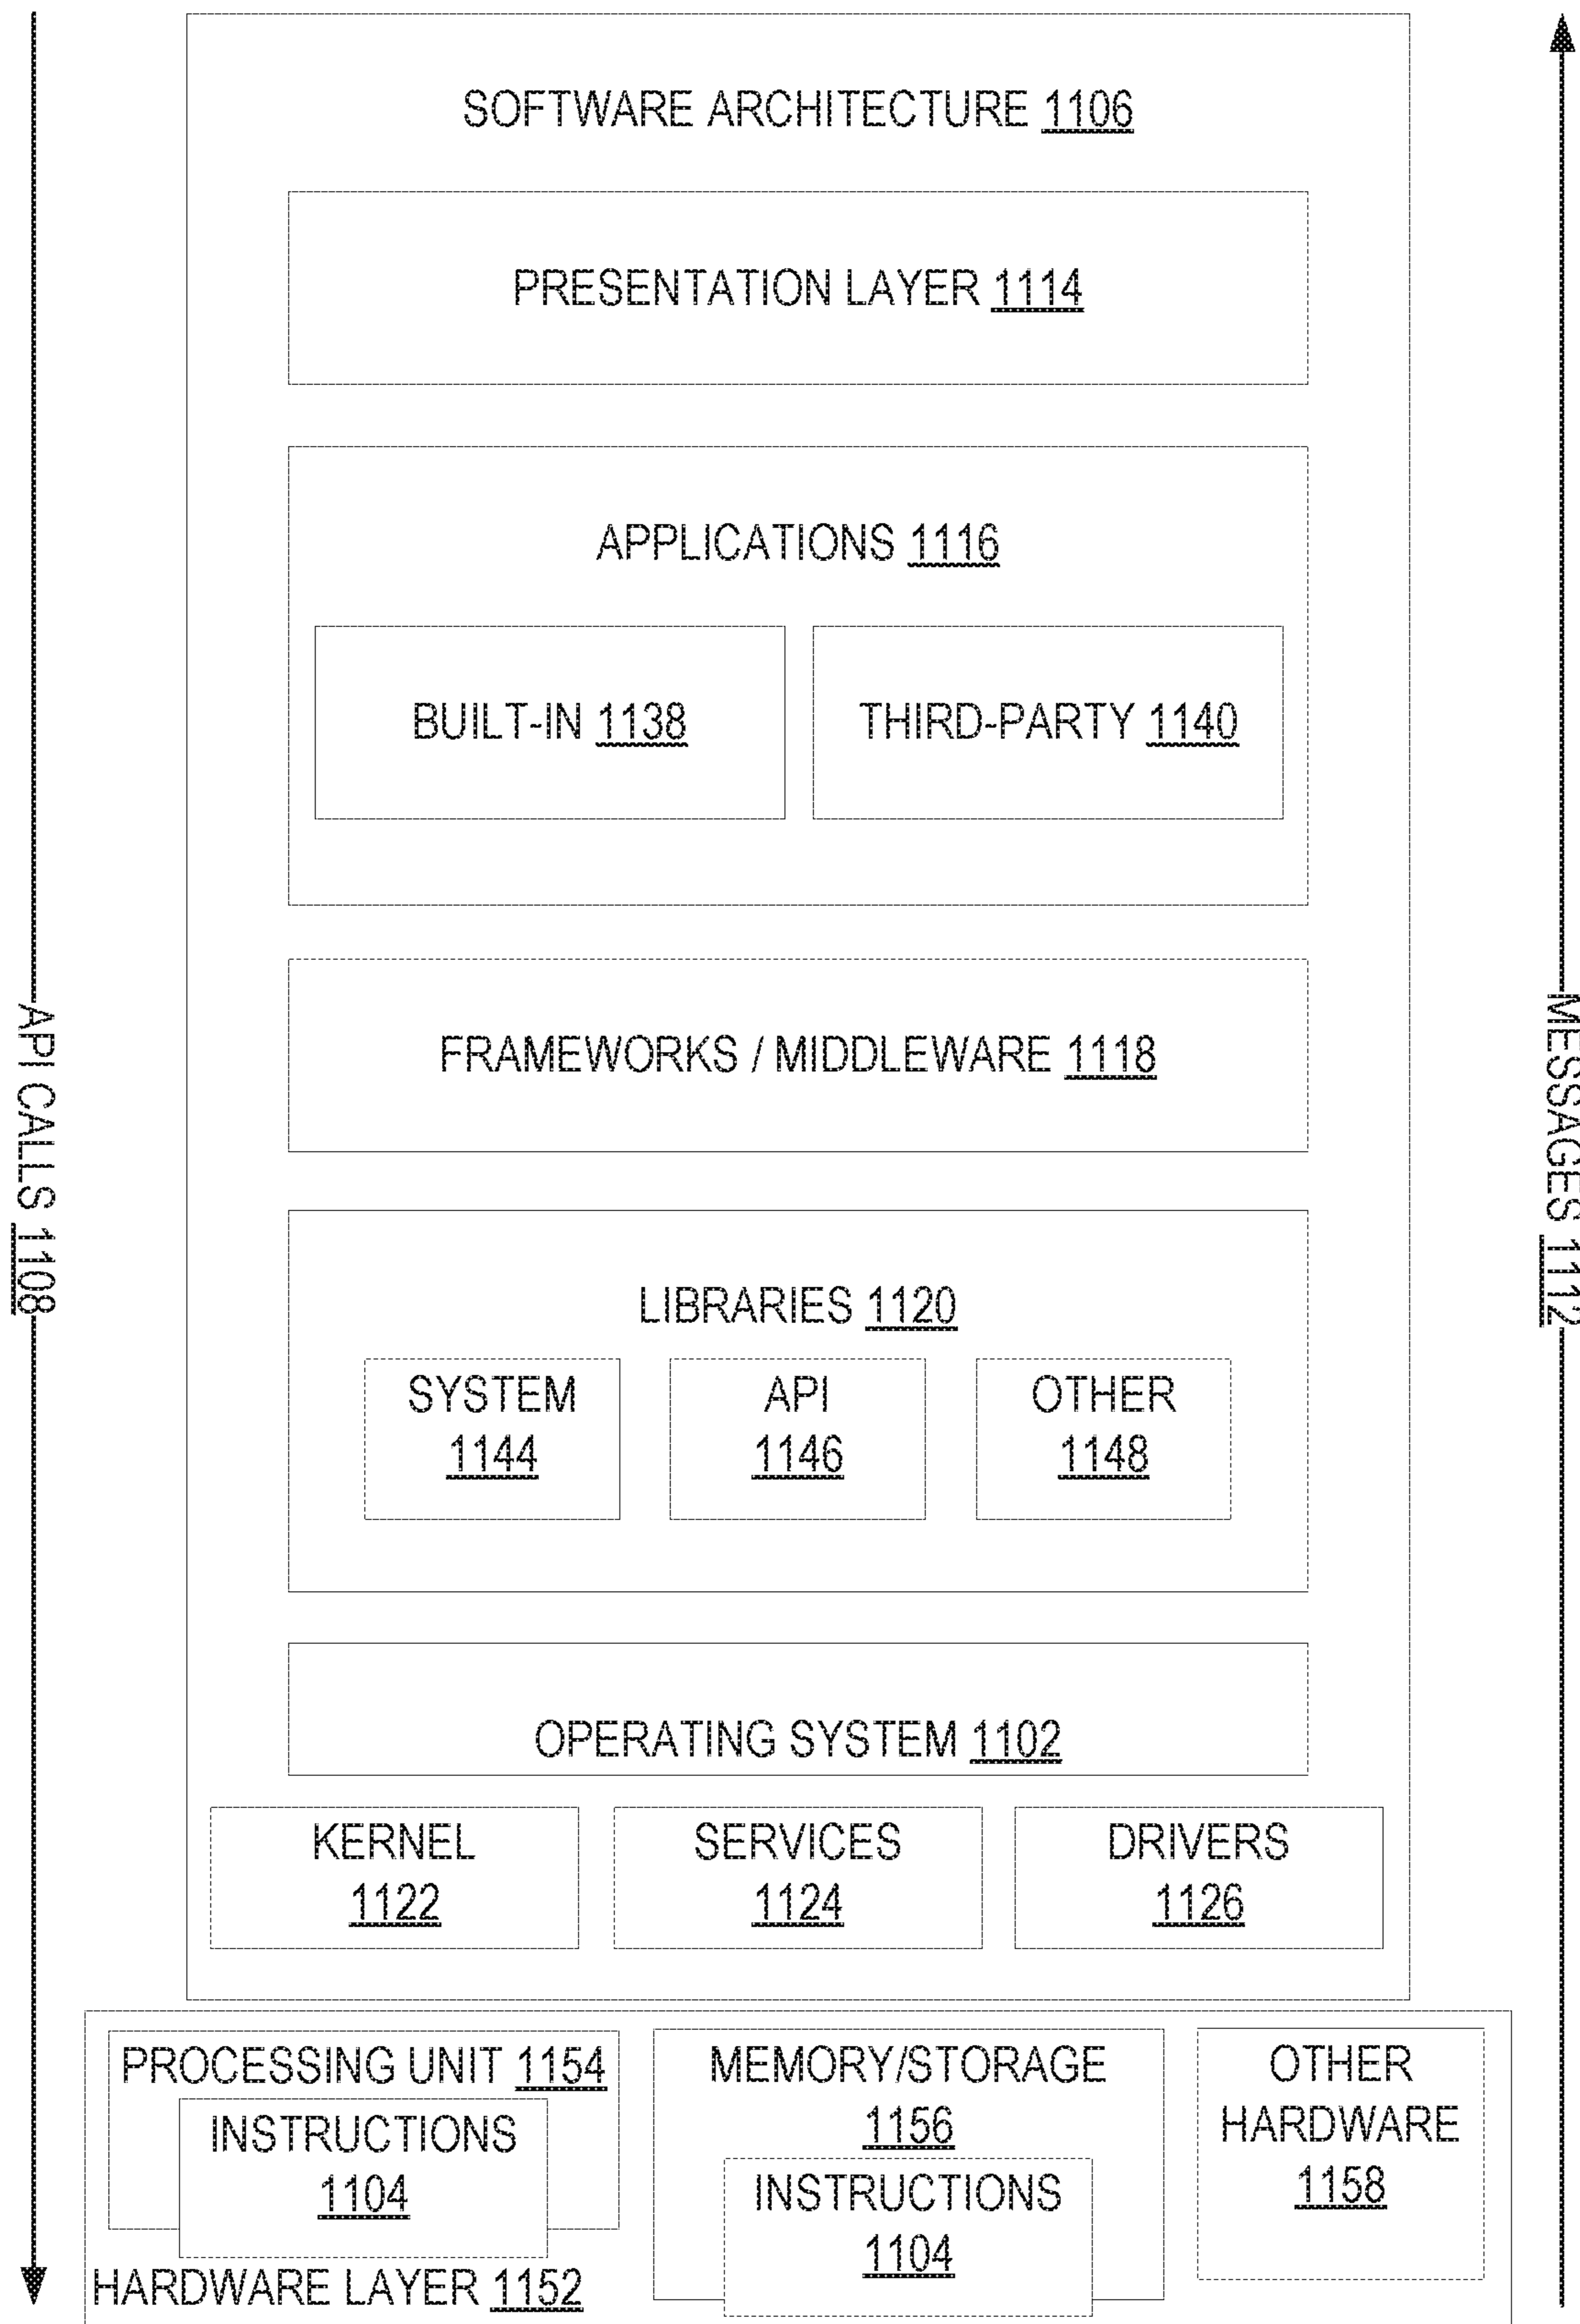 SOFTWARE ARCHITECTURE 1106
PRESENTATION LAYER 1114
APPLICATIONS 1116
BUILT-IN 1138
THIRD-PARTY 1140
FRAMEWORKS / MIDDLEWARE 1118
API CALLS 1108
MESSAGES 1112
LIBRARIES 1120
SYSTEM
1144
API
1146
OTHER
1148
OPERATING SYSTEM 1102
KERNEL
1122
SERVICES
1124
DRIVERS
1126
PROCESSING UNIT 1154
INSTRUCTIONS
1104
MEMORY/STORAGE
1156
INSTRUCTIONS
1104
OTHER
HARDWARE
1158
HARDWARE LAYER 1152